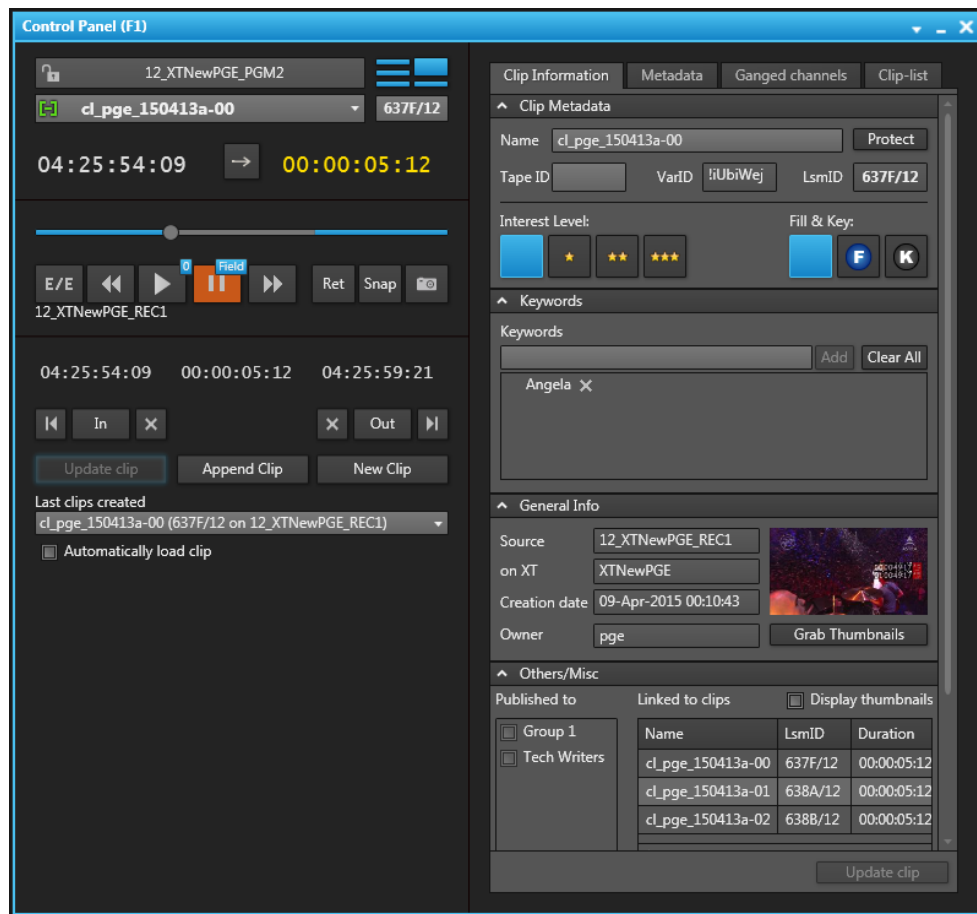 Control Panel (F1)
12_XTNewPGE_PGM2
cl_pge_150413a-00 637F/12
04:25:54:09 00:00:05:12
0 Field
E/E Ret Snap
12_XTNewPGE_REC1
04:25:54:09 00:00:05:12 04:25:59:21
In Out
Update clip Append Clip New Clip
Last clips created
cl_pge_150413a-00 (637F/12 on 12_XTNewPGE_REC1)
Automatically load clip
Clip Information Metadata Ganged channels Clip-list
Clip Metadata
Name cl_pge_150413a-00 Protect
Tape ID VarID !iUbiWej LsmID 637F/12
Interest Level: Fill & Key:
F K
Keywords
Keywords
Add Clear All
Angela
General Info
Source 12_XTNewPGE_REC1
on XT XTNewPGE
Creation date 09-Apr-2015 00:10:43
Owner pge Grab Thumbnails
Others/Misc
Published to Linked to clips Display thumbnails
Group 1 Name LsmID Duration
Tech Writers cl_pge_150413a-00 637F/12 00:00:05:12
cl_pge_150413a-01 638A/12 00:00:05:12
cl_pge_150413a-02 638B/12 00:00:05:12
Update clip